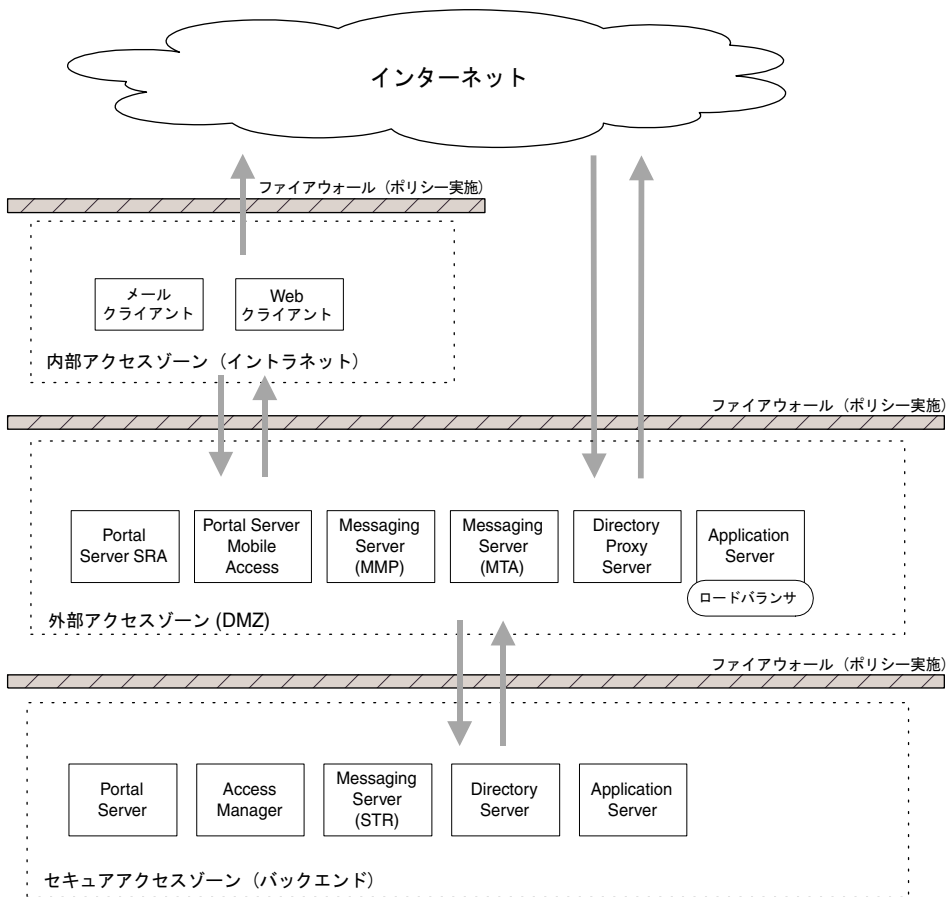 インターネット
ファイアウォール（ポリシー実施）
メール
クライアント
Web
クライアント
内部アクセスゾーン（イントラネット）
ファイアウォール（ポリシー実施）
Portal
Server SRA
Portal Server
Mobile
Access
Messaging
Server
(MMP)
Messaging
Server
(MTA)
Directory
Proxy
Server
Application
Server
ロードバランサ
外部アクセスゾーン (DMZ)
ファイアウォール（ポリシー実施）
Portal
Server
Access
Manager
Messaging
Server
(STR)
Directory
Server
Application
Server
セキュアアクセスゾーン（バックエンド）